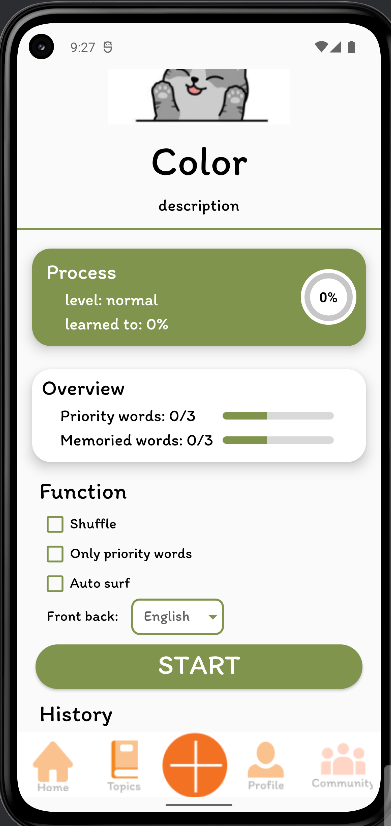 9:27
Color
description
Process
level: normal
learned to: 0%
0%
Overview
Priority words: 0/3
Memoried words: 0/3
Function
Shuffle
Only priority words
Auto surf
Front back: English
START
History
Home Topics Profile Community